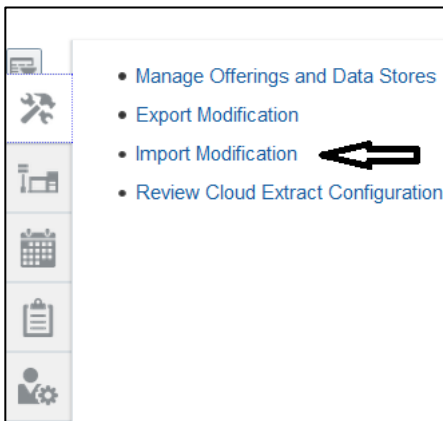 Manage Offerings and Data Stores
Export Modification
Import Modification
Review Cloud Extract Configuration